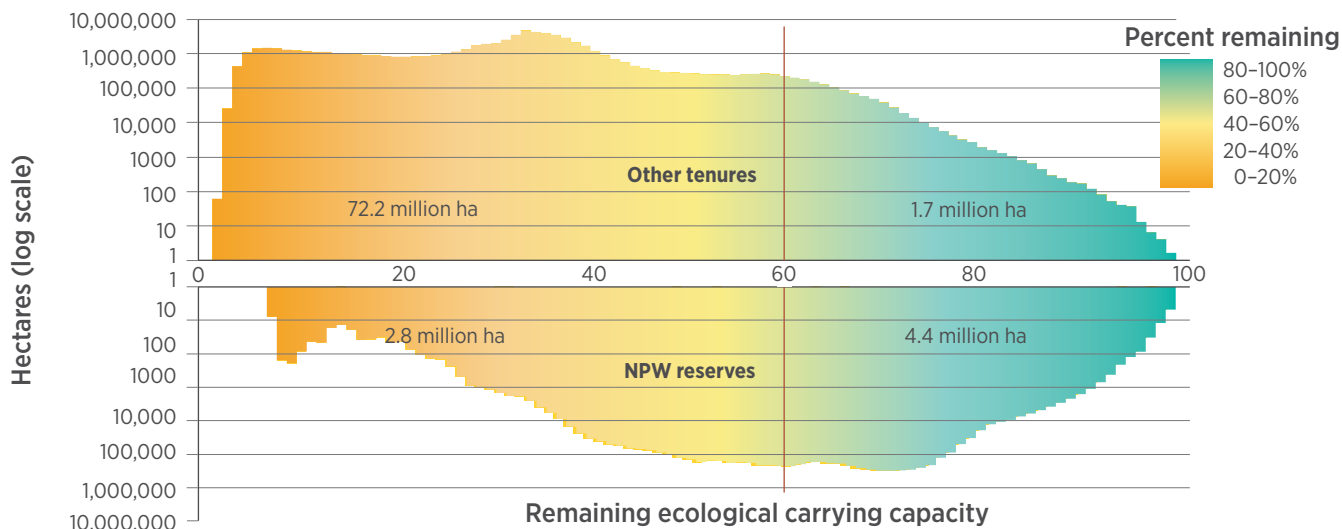 10,000,000
1,000,000
100,000
10,000
1000
100
10
1
Percent remaining
80–100%
60–80%
40–60%
20–40%
0–20%
Other tenures
72.2 million ha
1.7 million ha
Hectares (log scale)
0 20 40 60 80 100
1
10
100
1000
10,000
100,000
1,000,000
10,000,000
2.8 million ha
4.4 million ha
NPW reserves
Remaining ecological carrying capacity